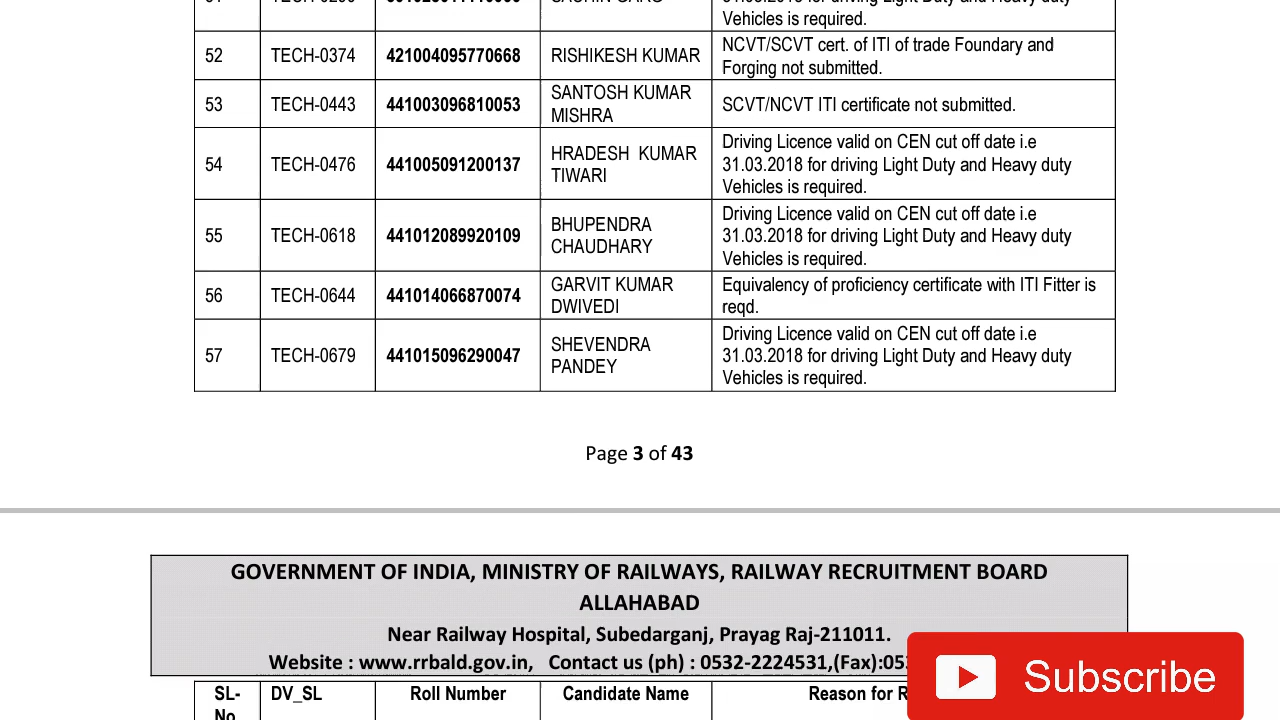 Vehicles is required.
52 TECH-0374 421004095770668 RISHIKESH KUMAR NCVT/SCVT cert. of ITI of trade Foundary and
Forging not submitted.
53 TECH-0443 441003096810053 SANTOSH KUMAR
MISHRA SCVT/NCVT ITI certificate not submitted.
54 TECH-0476 441005091200137 HRADESH KUMAR
TIWARI Driving Licence valid on CEN cut off date i.e
31.03.2018 for driving Light Duty and Heavy duty
Vehicles is required.
55 TECH-0618 441012089920109 BHUPENDRA
CHAUDHARY Driving Licence valid on CEN cut off date i.e
31.03.2018 for driving Light Duty and Heavy duty
Vehicles is required.
56 TECH-0644 441014066870074 GARVIT KUMAR
DWIVEDI Equivalency of proficiency certificate with ITI Fitter is
reqd.
57 TECH-0679 441015096290047 SHEVENDRA
PANDEY Driving Licence valid on CEN cut off date i.e
31.03.2018 for driving Light Duty and Heavy duty
Vehicles is required.
Page 3 of 43
GOVERNMENT OF INDIA, MINISTRY OF RAILWAYS, RAILWAY RECRUITMENT BOARD
ALLAHABAD
Near Railway Hospital, Subedarganj, Prayag Raj-211011.
Website : www.rrbald.gov.in, Contact us (ph) : 0532-2224531,(Fax):05
SL-
No DV_SL Roll Number Candidate Name Reason for R
Subscribe